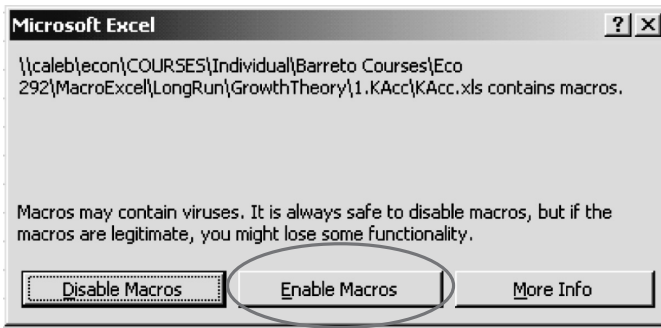 Microsoft Excel
\\caleb\econ\COURSES\Individual\Barreto Courses\Eco
292\MacroExcel\LongRun\GrowthTheory\1.KAcc\KAcc.xls contains macros.
Macros may contain viruses. It is always safe to disable macros, but if the
macros are legitimate, you might lose some functionality.
Disable Macros
Enable Macros
More Info